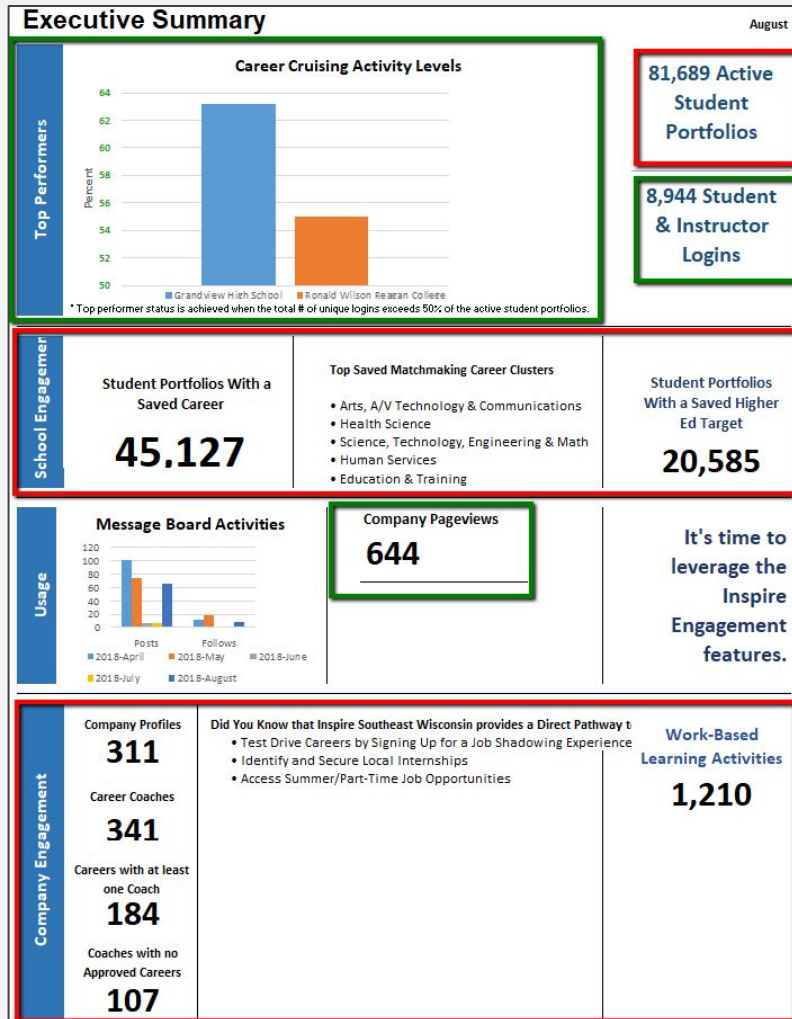 Executive Summary
August
Top Performers
Career Cruising Activity Levels
64
62
60
58
56
54
52
50
Percent
Grandview High School
Ronald Wilson Reagan College
* Top performer status is achieved when the total # of unique logins exceeds 50% of the active student portfolios.
81,689 Active
Student
Portfolios
8,944 Student
& Instructor
Logins
School Engagemen
Student Portfolios With a
Saved Career
45,127
Top Saved Matchmaking Career Clusters
• Arts, A/V Technology & Communications
• Health Science
• Science, Technology, Engineering & Math
• Human Services
• Education & Training
Student Portfolios
With a Saved Higher
Ed Target
20,585
Usage
Message Board Activities
120
100
80
60
40
20
0
Posts Follows
2018-April 2018-May 2018-June
2018-July 2018-August
Company Pageviews
644
It's time to
leverage the
Inspire
Engagement
features.
Company Engagement
Company Profiles
311
Career Coaches
341
Careers with at least
one Coach
184
Coaches with no
Approved Careers
107
Did You Know that Inspire Southeast Wisconsin provides a Direct Pathway t
• Test Drive Careers by Signing Up for a Job Shadowing Experience
• Identify and Secure Local Internships
• Access Summer/Part-Time Job Opportunities
Work-Based
Learning Activities
1,210